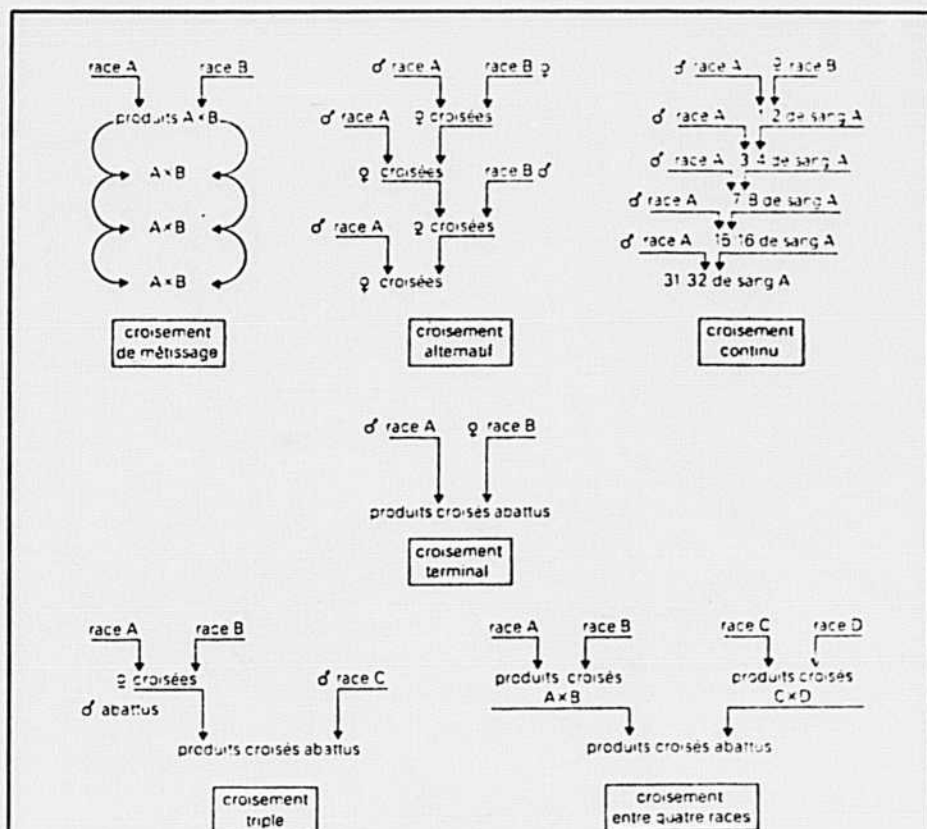 race A race B
produits A×B
A×B
A×B
A×B
croisement
de métissage
♂ race A race B ♀
♂ race A ♀ croisées
♀ croisées race B ♂
♂ race A ♀ croisées
♀ croisées
croisement
alternatif
♂ race A ♀ race B
♂ race A 1 2 de sang A
♂ race A 3 4 de sang A
♂ race A 7 8 de sang A
♂ race A 15 16 de sang A
31 32 de sang A
croisement
continu
♂ race A ♀ race B
produits croisés abattus
croisement
terminal
race A race B
♀ croisées ♂ race C
♂ abattus
produits croisés abattus
croisement
triple
race A race B race C race D
produits croisés produits croisés
A×B C×D
produits croisés abattus
croisement
entre quatre races